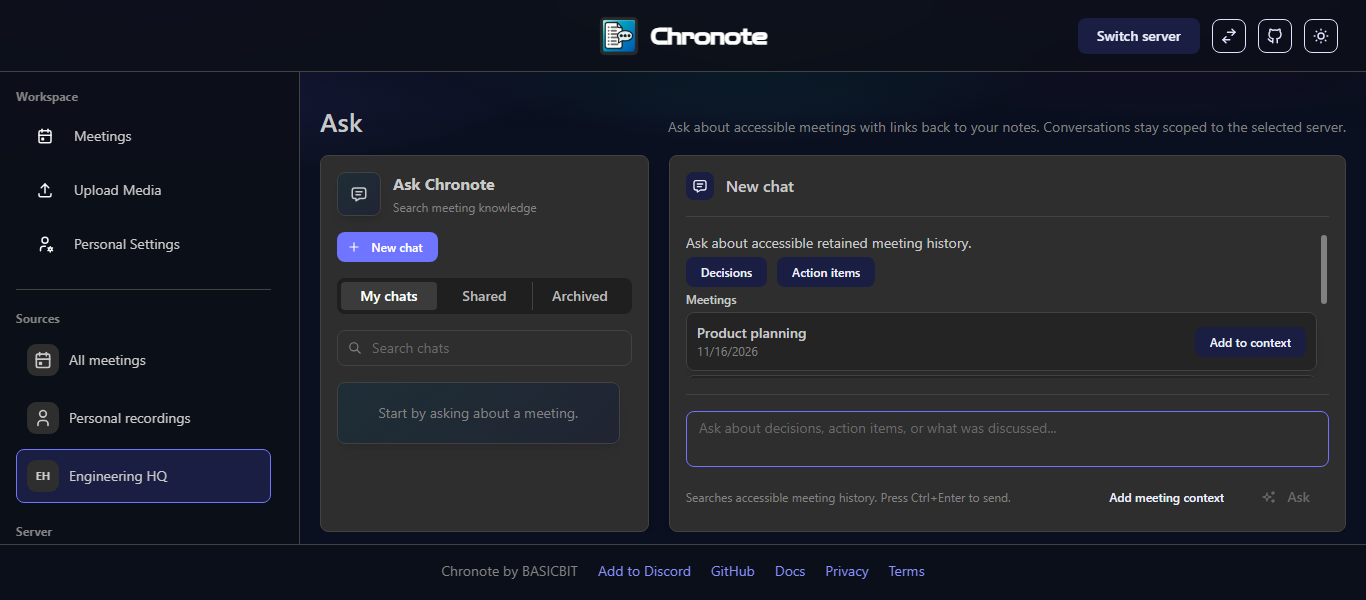 Chronote
Switch server
Workspace
Meetings
Upload Media
Personal Settings
Sources
All meetings
Personal recordings
EH Engineering HQ
Server
Ask
Ask about accessible meetings with links back to your notes. Conversations stay scoped to the selected server.
Ask Chronote
Search meeting knowledge
New chat
My chats Shared Archived
Search chats
Start by asking about a meeting.
New chat
Ask about accessible retained meeting history.
Decisions Action items
Meetings
Product planning
11/16/2026
Add to context
Ask about decisions, action items, or what was discussed...
Searches accessible meeting history. Press Ctrl+Enter to send.
Add meeting context Ask
Chronote by BASICBIT Add to Discord GitHub Docs Privacy Terms